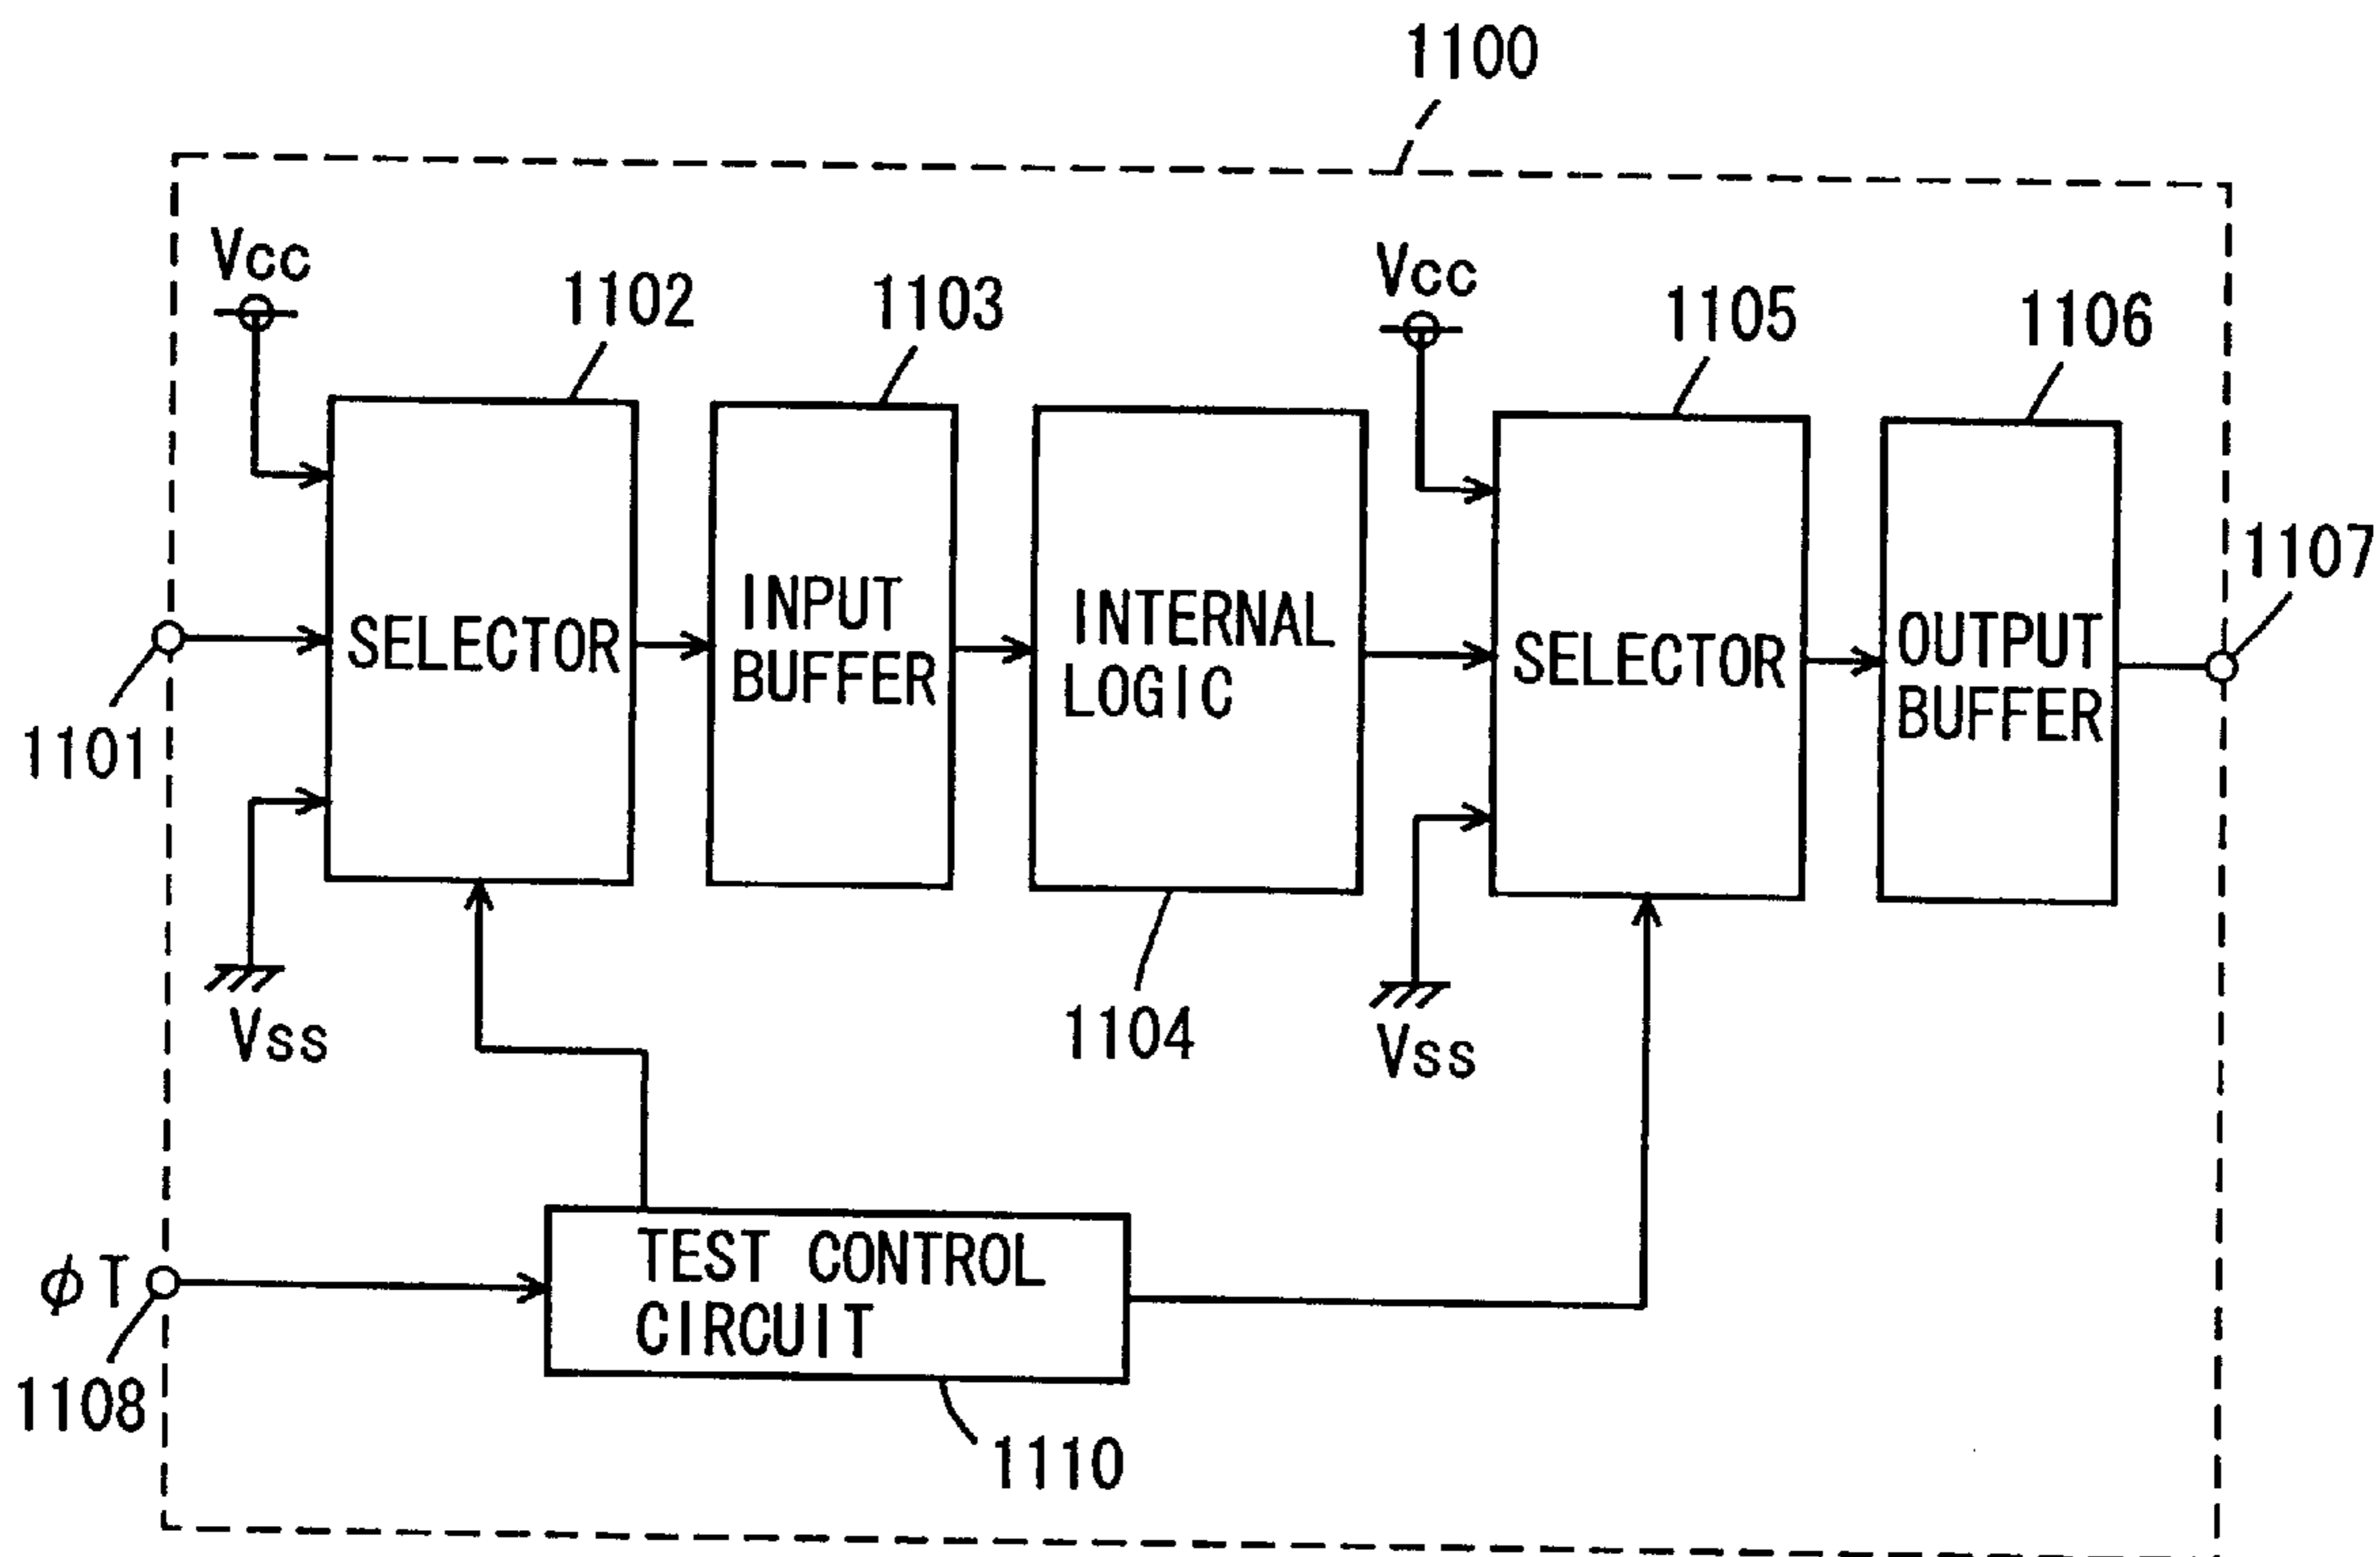 1100
Vcc
1102
1103
Vcc
1105
1106
1107
SELECTOR
INPUT
BUFFER
INTERNAL
LOGIC
SELECTOR
OUTPUT
BUFFER
1101
Vss
1104
Vss
φT
TEST CONTROL
CIRCUIT
1108
1110